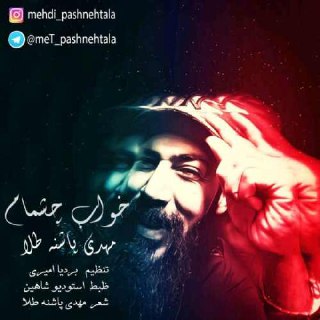 mehdi_pashnehtala
@meT_pashnehtala
خواب چشمام
مهدی پاشنه طلا
تنظیم بردیا امیری
ظبط استودیو شاهین
شعر مهدی پاشنه طلا